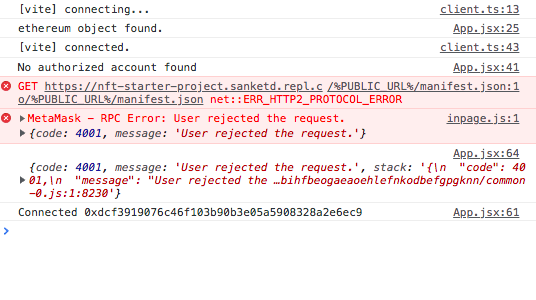 [vite] connecting... client.ts:13
ethereum object found. App.jsx:25
[vite] connected. client.ts:43
No authorized account found App.jsx:41
GET https://nft-starter-project.sanketd.repl.c /%PUBLIC_URL%/manifest.json:1
o/%PUBLIC_URL%/manifest.json net::ERR_HTTP2_PROTOCOL_ERROR
MetaMask - RPC Error: User rejected the request. inpage.js:1
{code: 4001, message: 'User rejected the request.'}
App.jsx:64
{code: 4001, message: 'User rejected the request.', stack: '{\n "code": 40
01,\n "message": "User rejected the …bihfbeogaeaoehlefnkodbefgpgknn/common
-0.js:1:8230'}
Connected 0xdcf3919076c46f103b90b3e05a5908328a2e6ec9 App.jsx:61